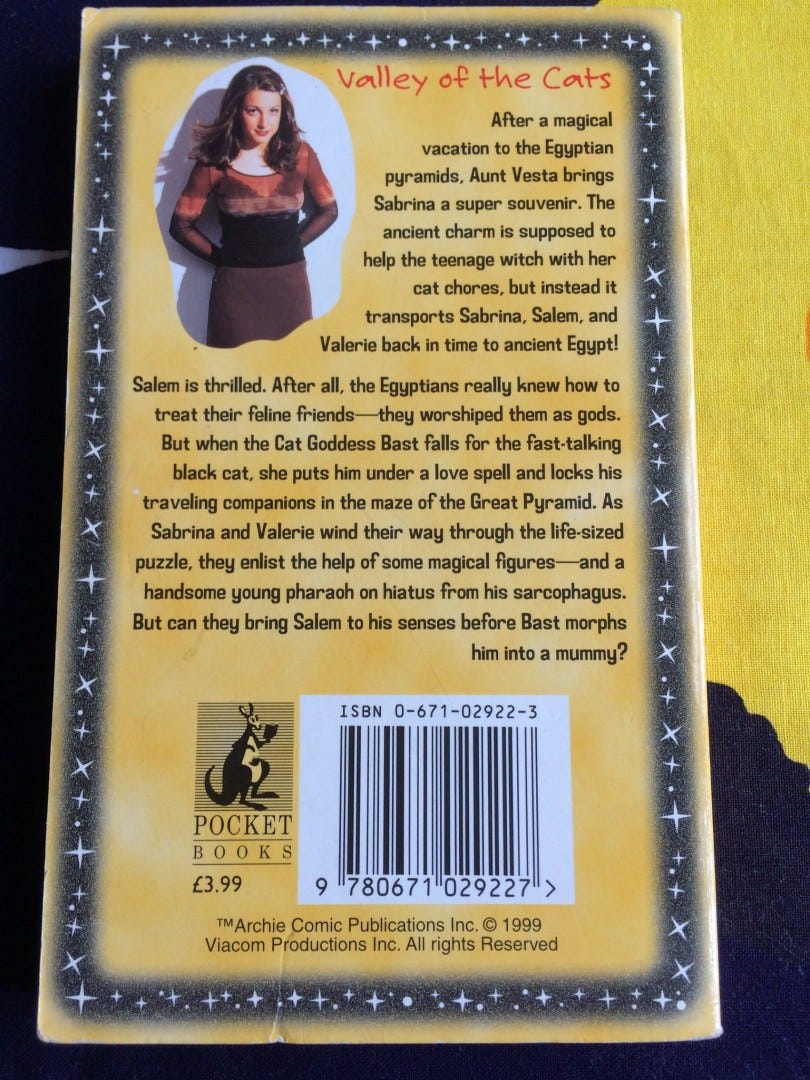 Valley of the Cats
After a magical
vacation to the Egyptian
pyramids, Aunt Vesta brings
Sabrina a super souvenir. The
ancient charm is supposed to
help the teenage witch with her
cat chores, but instead it
transports Sabrina, Salem, and
Valerie back in time to ancient Egypt!
Salem is thrilled. After all, the Egyptians really knew how to
treat their feline friends—they worshiped them as gods.
But when the Cat Goddess Bast falls for the fast-talking
black cat, she puts him under a love spell and locks his
traveling companions in the maze of the Great Pyramid. As
Sabrina and Valerie wind their way through the life-sized
puzzle, they enlist the help of some magical figures—and a
handsome young pharaoh on hiatus from his sarcophagus.
But can they bring Salem to his senses before Bast morphs
him into a mummy?
POCKET
BOOKS
£3.99
ISBN 0-671-02922-3
9 780671 029227 >
™Archie Comic Publications Inc. © 1999
Viacom Productions Inc. All rights Reserved